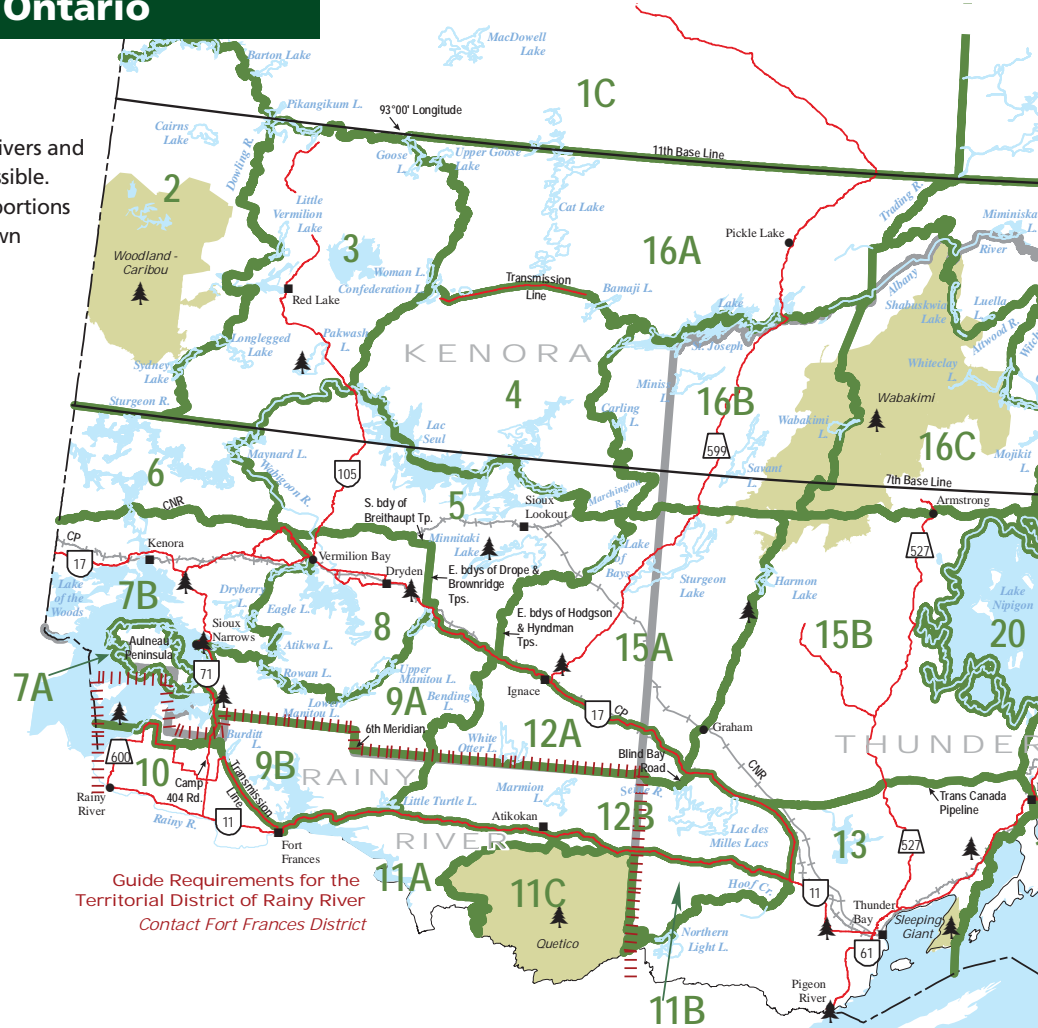 Ontario
ivers and
ssible.
portions
wn
Barton Lake
MacDowell
Lake
1C
Pikangikum L.
93°00' Longitude
Cairns
Lake
Dowling R.
Goose
L.
Upper Goose
Lake
11th Base Line
2
Little
Vermilion
Lake
Cat Lake
Trading R.
Miminiska
L.
River
Pickle Lake
3
16A
Woodland -
Caribou
Woman L.
Confederation L.
Transmission
Line
Bamaji L.
Albany
Red Lake
Lake
St. Joseph
Shabuskwia
Lake
Luella
L.
Attwood R.
Longlegged
Lake
Pakwash
L.
KENORA
Whiteclay
L.
Sydney
Lake
Minis
L.
4
16B
Wabakimi
Sturgeon R.
Carling
L.
Wabakimi
L.
Lac
Seul
599
16C
Mojikit
L.
Maynard L.
Wabigoon R.
6
105
Savant
L.
7th Base Line
Marchington
R.
CNR
S. bdy of
Breithaupt Tp.
5
Sioux
Lookout
Armstrong
CP
17
Kenora
Minnitaki
Lake
527
Vermilion Bay
Lake
of
Bays
Dryden
E. bdys of Drope &
Brownridge
Tps.
Lake
of the
Woods
7B
Dryberry
L.
Sturgeon
Lake
Harmon
Lake
Lake
Nipigon
Eagle L.
E. bdys of Hodgson
& Hyndman
Tps.
Aulneau
Peninsula
Sioux
Narrows
8
15A
15B
20
Atikwa L.
7A
71
Rowan L.
Upper
Manitou L.
9A
Ignace
Lower
Manitou L.
Bending
L.
17
CP
6th Meridian
Burditt
L.
White
Otter L.
12A
Graham
THUNDER
600
10
9B
Blind Bay
Road
CNR
RAINY
Camp
404 Rd.
Transmission
Line
Marmion
L.
Trans Canada
Pipeline
Rainy
River
Little Turtle L.
Atikokan
12B
Rainy R.
11
Lac des
Milles Lacs
13
527
Fort
Frances
RIVER
11A
11C
Guide Requirements for the
Territorial District of Rainy River
Contact Fort Frances District
Hoof Cr.
11
Thunder
Bay
Sleeping
Giant
Quetico
Northern
Light L.
61
11B
Pigeon
River